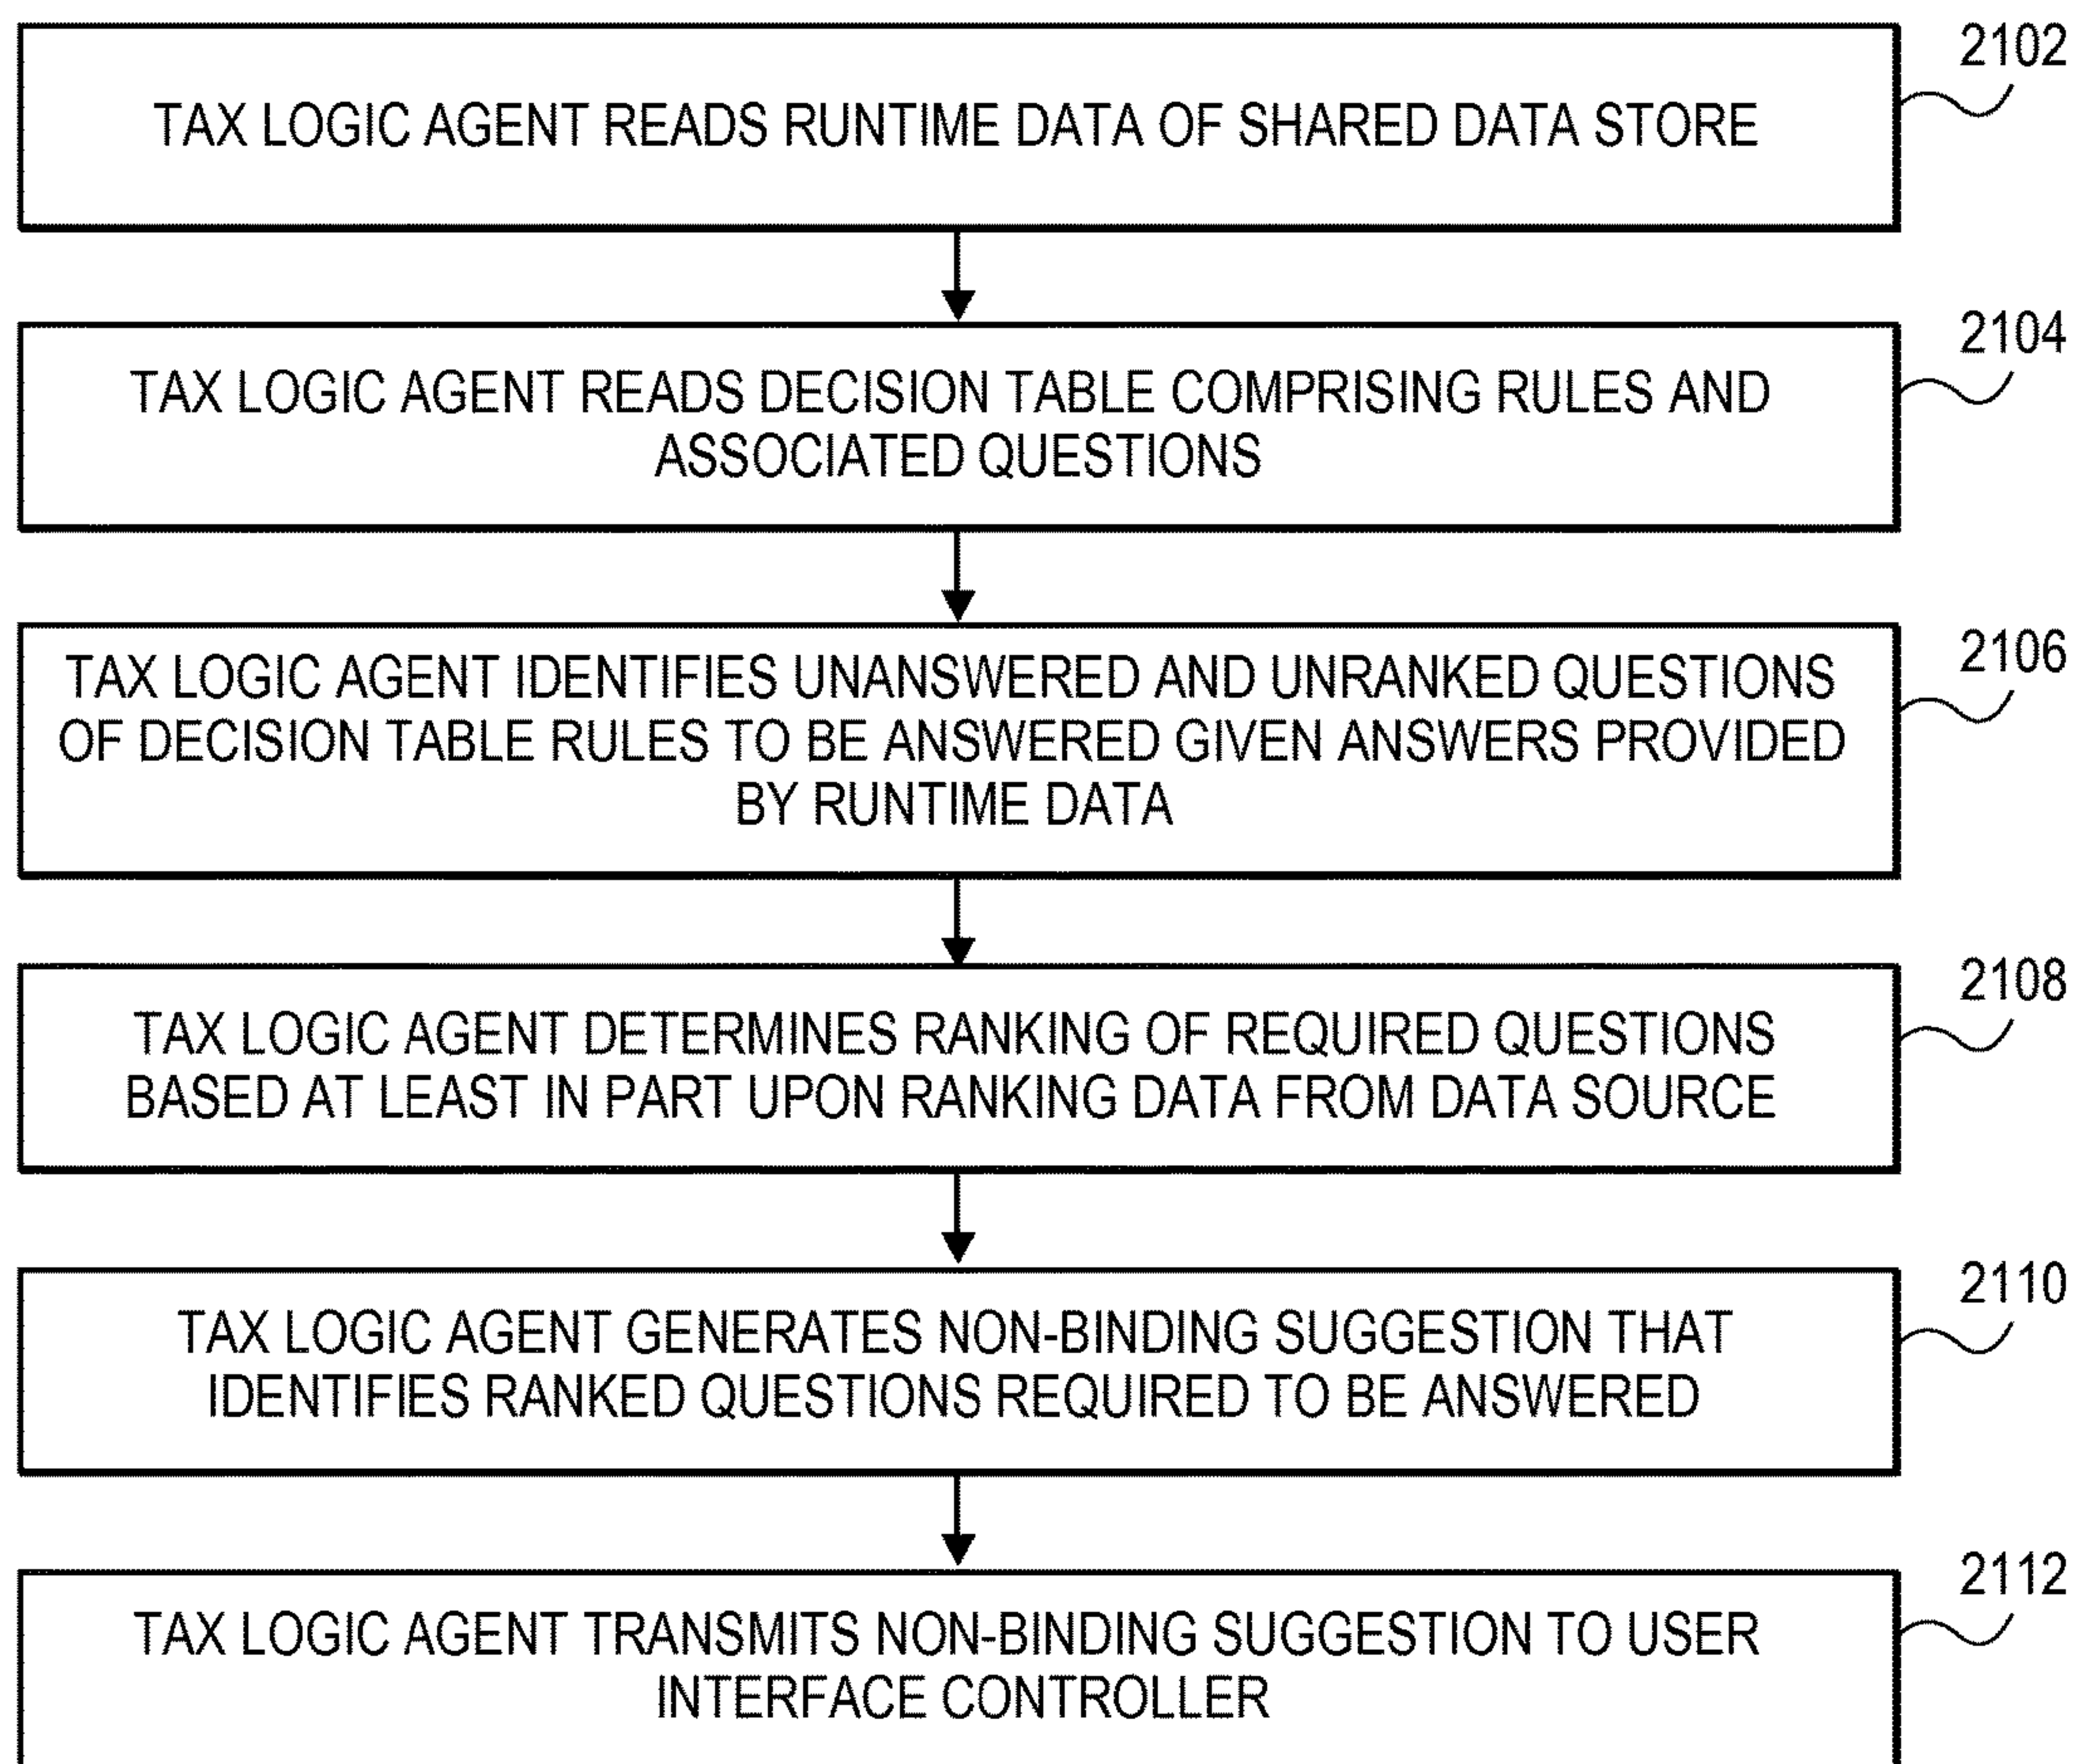 2102
TAX LOGIC AGENT READS RUNTIME DATA OF SHARED DATA STORE
2104
TAX LOGIC AGENT READS DECISION TABLE COMPRISING RULES AND
ASSOCIATED QUESTIONS
2106
TAX LOGIC AGENT IDENTIFIES UNANSWERED AND UNRANKED QUESTIONS
OF DECISION TABLE RULES TO BE ANSWERED GIVEN ANSWERS PROVIDED
BY RUNTIME DATA
2108
TAX LOGIC AGENT DETERMINES RANKING OF REQUIRED QUESTIONS
BASED AT LEAST IN PART UPON RANKING DATA FROM DATA SOURCE
2110
TAX LOGIC AGENT GENERATES NON-BINDING SUGGESTION THAT
IDENTIFIES RANKED QUESTIONS REQUIRED TO BE ANSWERED
2112
TAX LOGIC AGENT TRANSMITS NON-BINDING SUGGESTION TO USER
INTERFACE CONTROLLER